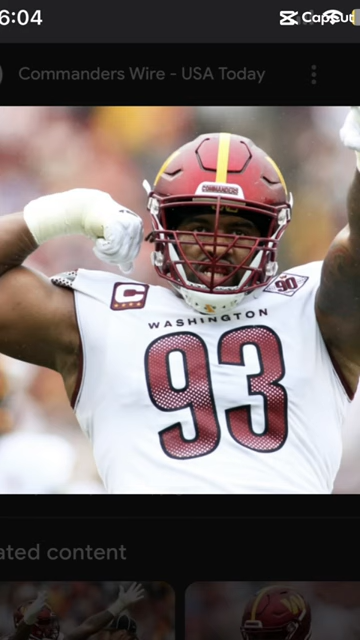 6:04
CapCut
Commanders Wire - USA Today
COMMANDERS
C
90
WASHINGTON
93
ated content